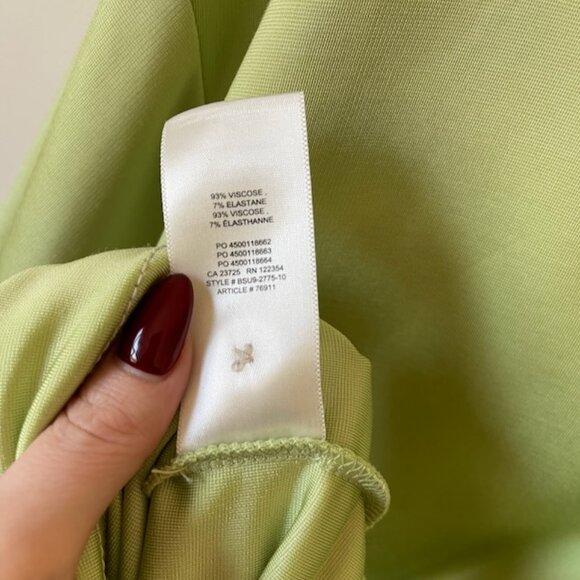 93% VISCOSE .
7% ELASTANE
93% VISCOSE .
7% ÉLASTHANNE
PO 4500118662
PO 4500118663
PO 4500118664
CA 23725 RN 122354
STYLE # BSU9-2775-10
ARTICLE # 76911